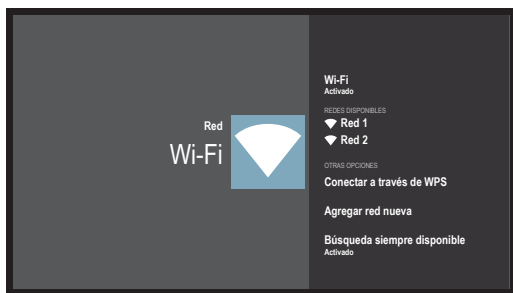 Red
Wi-Fi
Wi-Fi
Activado
REDES DISPONIBLES
Red 1
Red 2
OTRAS OPCIONES
Conectar a través de WPS
Agregar red nueva
Búsqueda siempre disponible
Activado